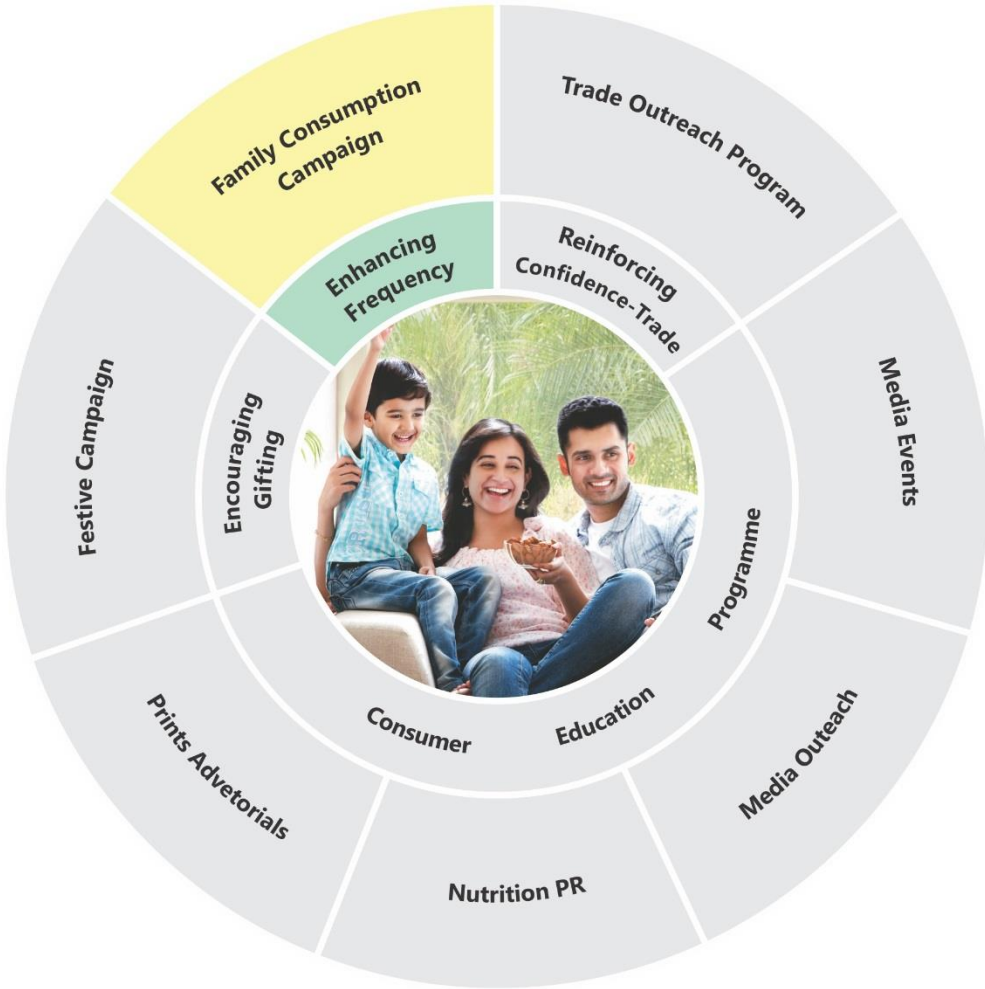 Family Consumption
Campaign
Trade Outreach Program
Enhancing
Frequency
Reinforcing
Confidence-Trade
Festive Campaign
Encouraging
Gifting
Media Events
Consumer Education Programme
Prints Advetorials
Nutrition PR
Media Outeach